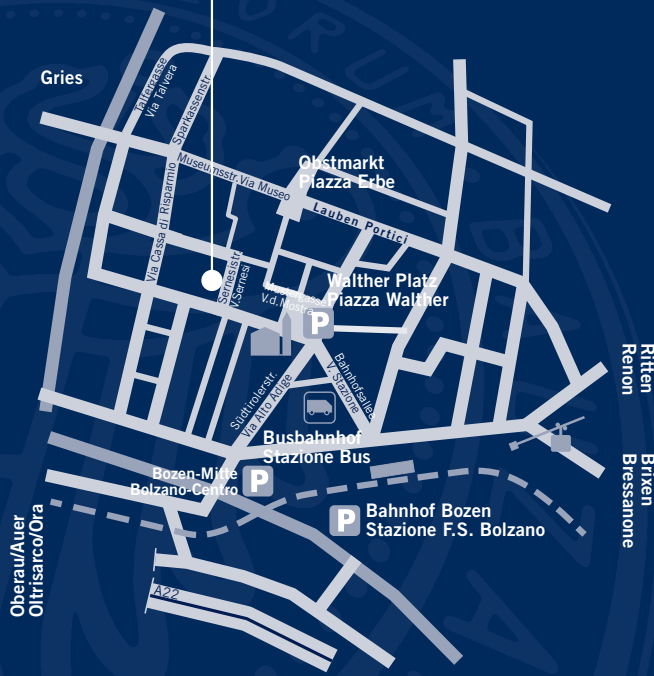 Gries
Talfergasse
Via Talvera
Sparkassenstr.
Via Cassa di Risparmio
Museumsstr. Via Museo
Obstmarkt
Piazza Erbe
Lauben Portici
Sernesistr.
V. Sernesi
Mustergasse
V. d. Mostra
Walther Platz
Piazza Walther
P
Südtirolerstr.
Via Alto Adige
Bahnhofsallee
V. Stazione
Ritten
Renon
Busbahnhof
Stazione Bus
Bozen-Mitte
Bolzano-Centro
P
Brixen
Bressanone
P
Bahnhof Bozen
Stazione F.S. Bolzano
Oberau/Auer
Oltrisarco/Ora
A22